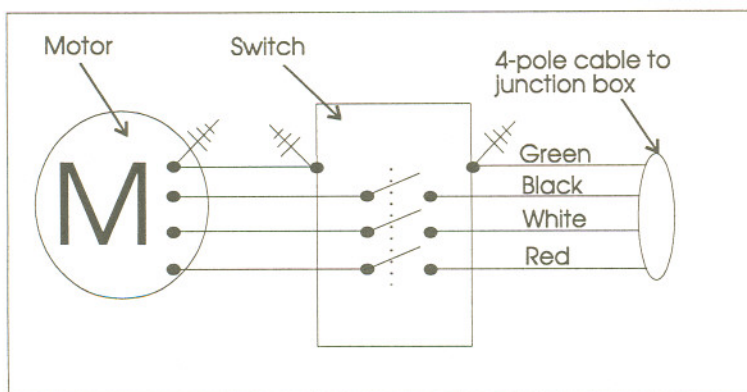 Motor
Switch
4-pole cable to
junction box
M
Green
Black
White
Red